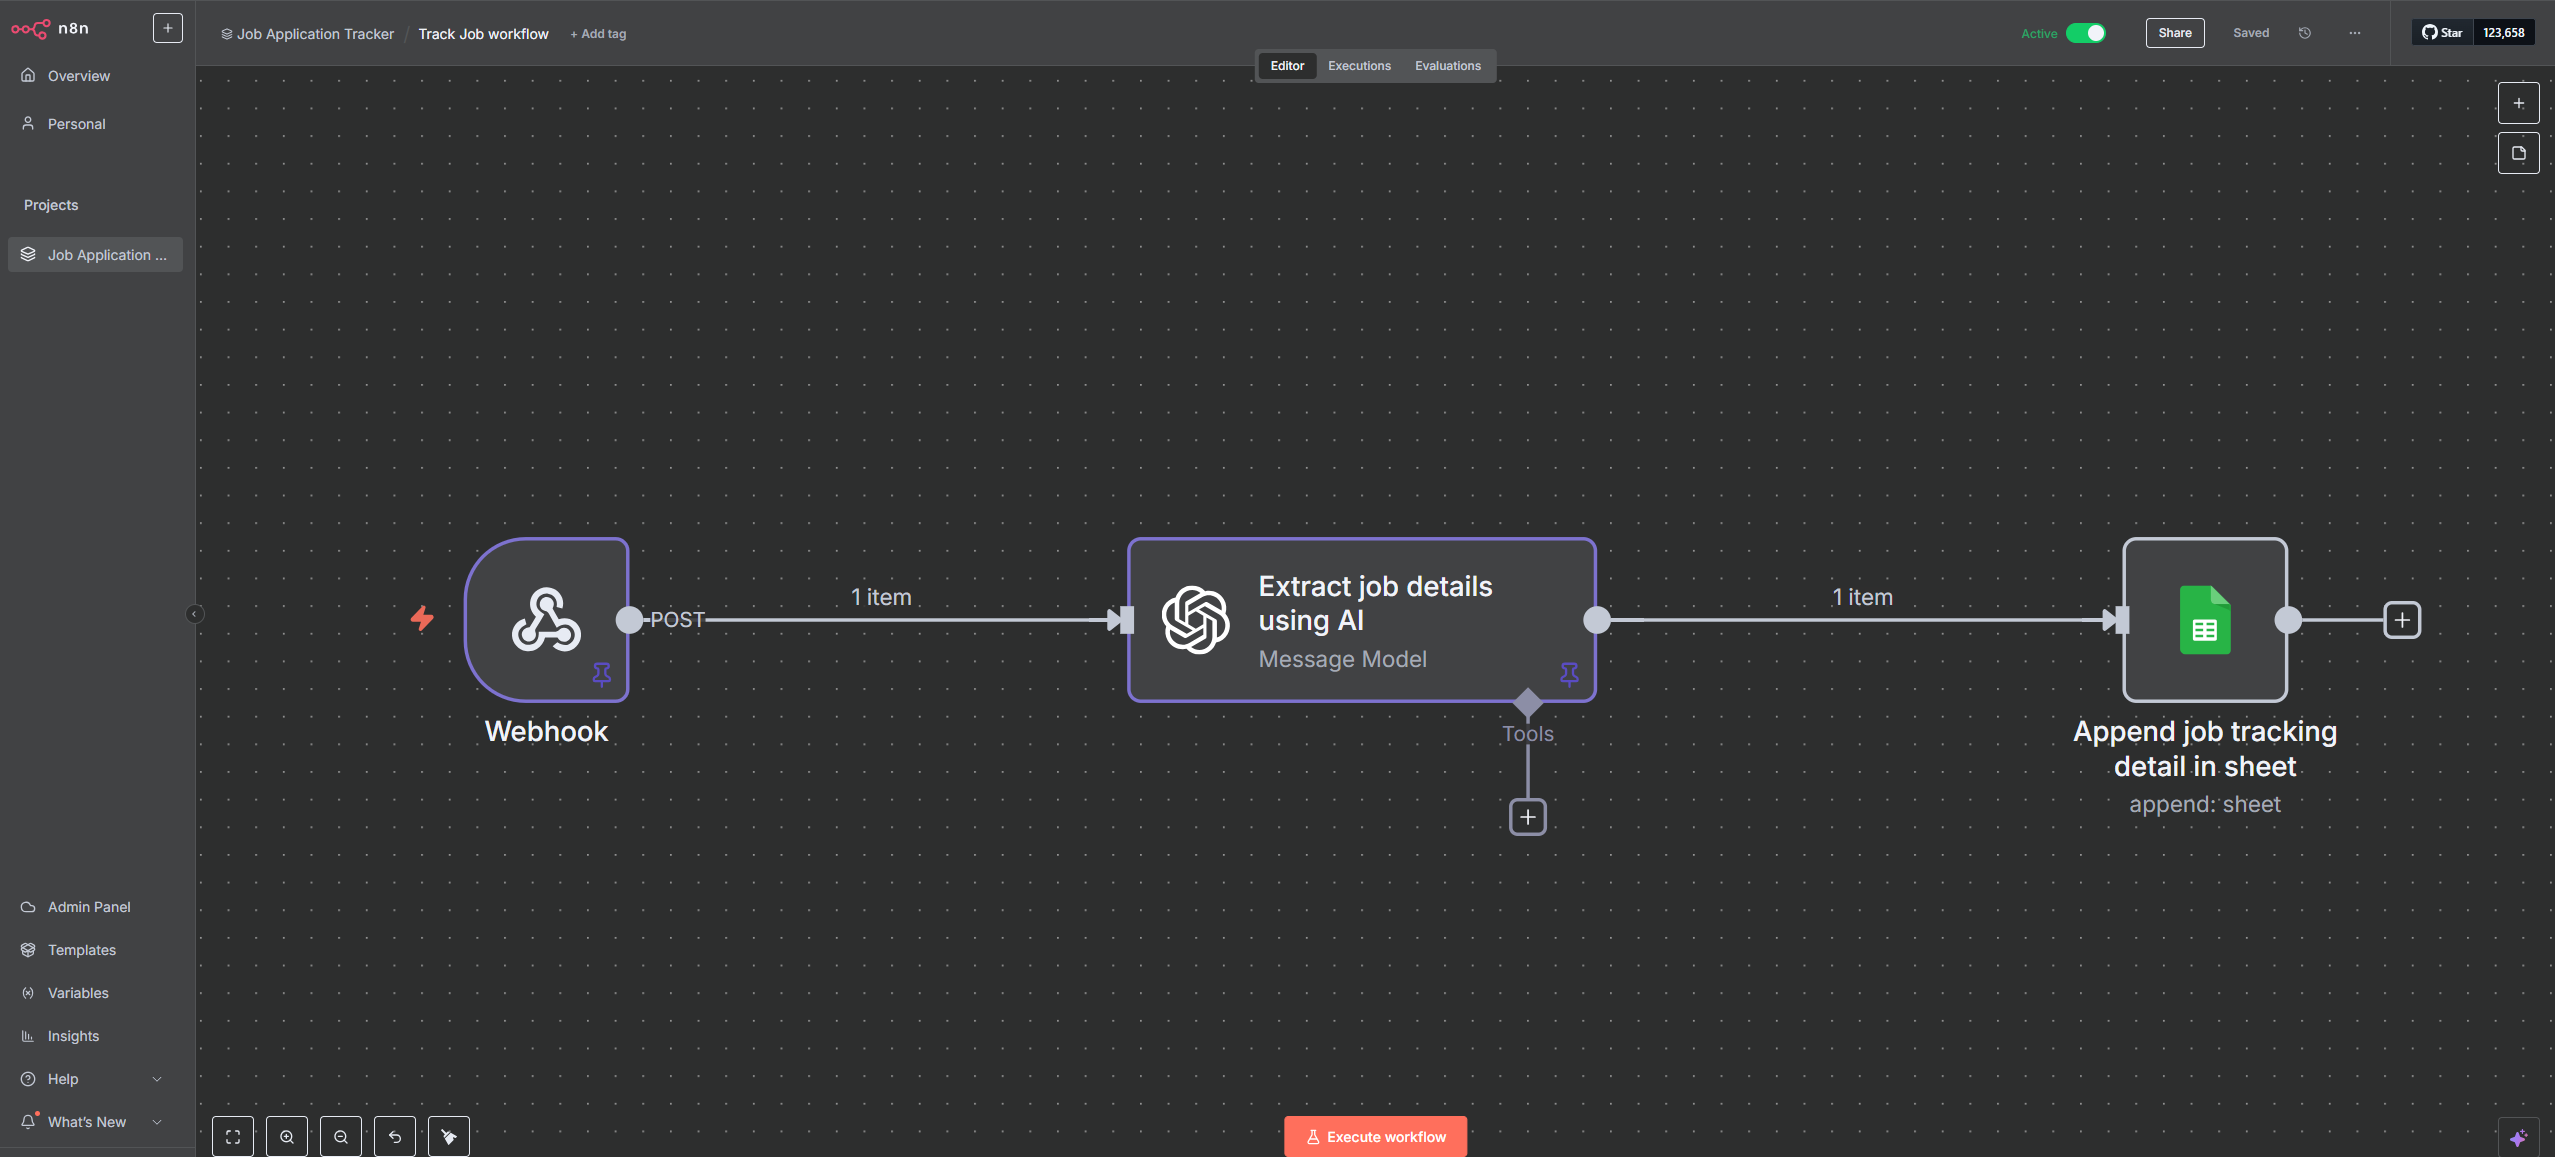 n8n
+
Job Application Tracker / Track Job workflow + Add tag
Active
Share
Saved
...
Star 123,658
Editor Executions Evaluations
Overview
Personal
Projects
Job Application ...
POST
1 item
Extract job details
using AI
Message Model
1 item
Webhook
Tools
Append job tracking
detail in sheet
append: sheet
Admin Panel
Templates
Variables
Insights
Help
What's New
Execute workflow